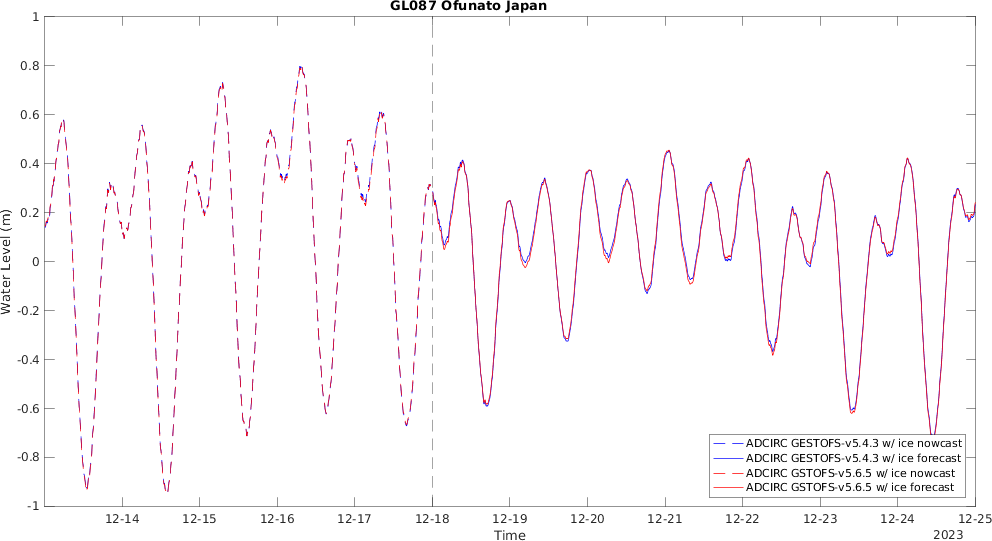 GL087 Ofunato Japan
1
0.8
0.6
0.4
0.2
0
-0.2
-0.4
-0.6
-0.8
-1
Water Level (m)
ADCIRC GESTOFS-v5.4.3 w/ ice nowcast
ADCIRC GESTOFS-v5.4.3 w/ ice forecast
ADCIRC GSTOFS-v5.6.5 w/ ice nowcast
ADCIRC GSTOFS-v5.6.5 w/ ice forecast
12-14 12-15 12-16 12-17 12-18 12-19 12-20 12-21 12-22 12-23 12-24 12-25
Time
2023